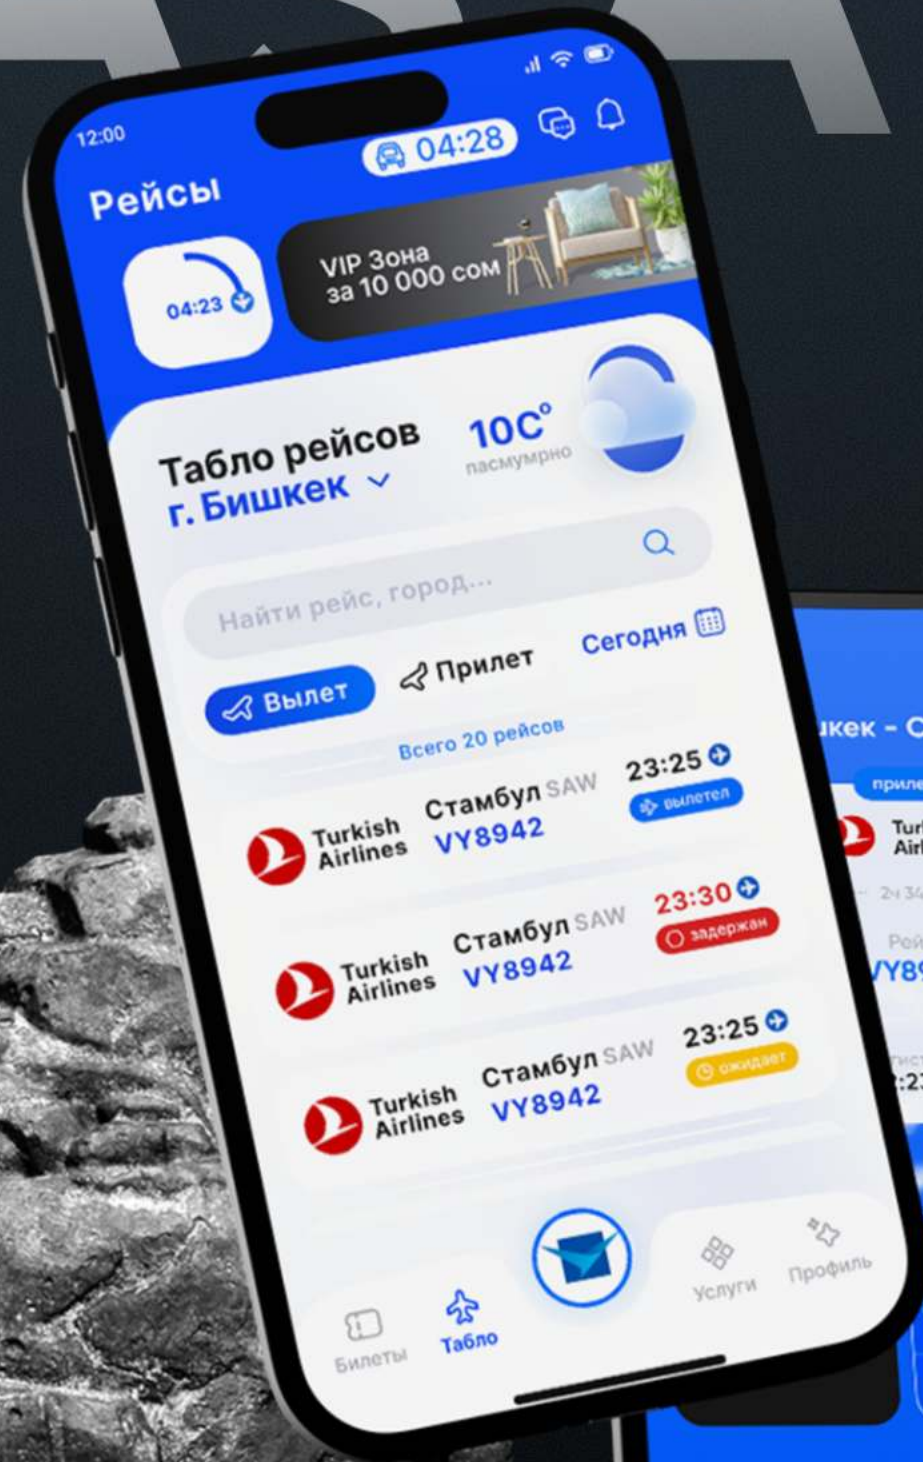 12:00
04:28
Рейсы
04:23
VIP Зона
за 10 000 сом
Табло рейсов
г. Бишкек
10C°
пасмумрно
Найти рейс, город...
Вылет
Прилет
Сегодня
Всего 20 рейсов
Turkish
Airlines
Стамбул SAW
VY8942
23:25
вылетел
Turkish
Airlines
Стамбул SAW
VY8942
23:30
задержан
Turkish
Airlines
Стамбул SAW
VY8942
23:25
ожидает
Билеты
Табло
Услуги
Профиль